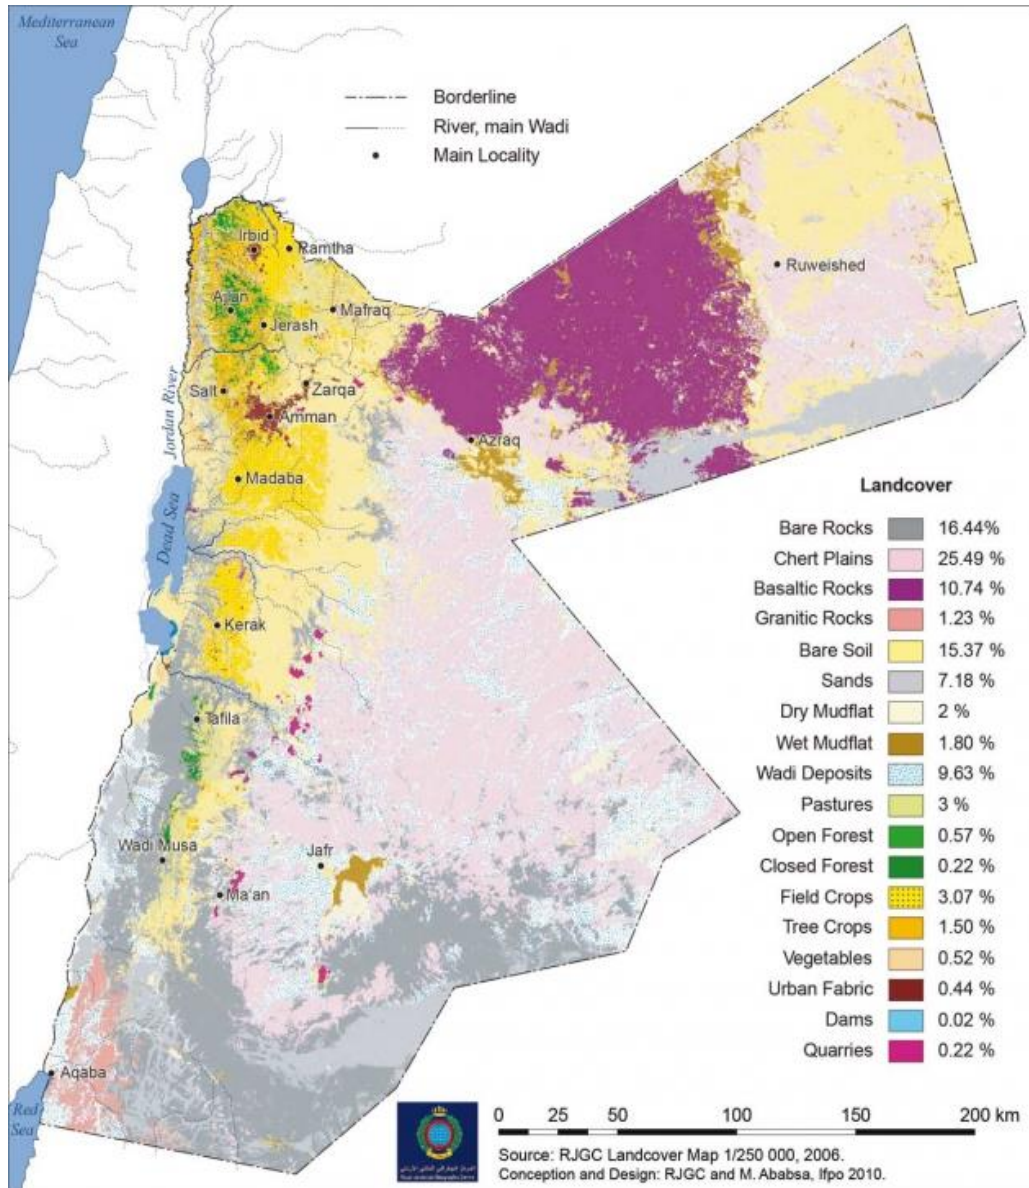 Mediterranean
Sea
Borderline
River, main Wadi
Main Locality
Irbid
Ramtha
Ruweished
Ajlun
Mafraq
Jerash
Jordan River
Salt
Zarqa
Amman
Azraq
Madaba
Dead Sea
Kerak
Tafila
Wadi Musa
Jafr
Ma'an
Aqaba
Red
Sea
Landcover
Bare Rocks 16.44%
Chert Plains 25.49 %
Basaltic Rocks 10.74 %
Granitic Rocks 1.23 %
Bare Soil 15.37 %
Sands 7.18 %
Dry Mudflat 2 %
Wet Mudflat 1.80 %
Wadi Deposits 9.63 %
Pastures 3 %
Open Forest 0.57 %
Closed Forest 0.22 %
Field Crops 3.07 %
Tree Crops 1.50 %
Vegetables 0.52 %
Urban Fabric 0.44 %
Dams 0.02 %
Quarries 0.22 %
0 25 50 100 150 200 km
Source: RJGC Landcover Map 1/250 000, 2006.
Conception and Design: RJGC and M. Ababsa, Ifpo 2010.